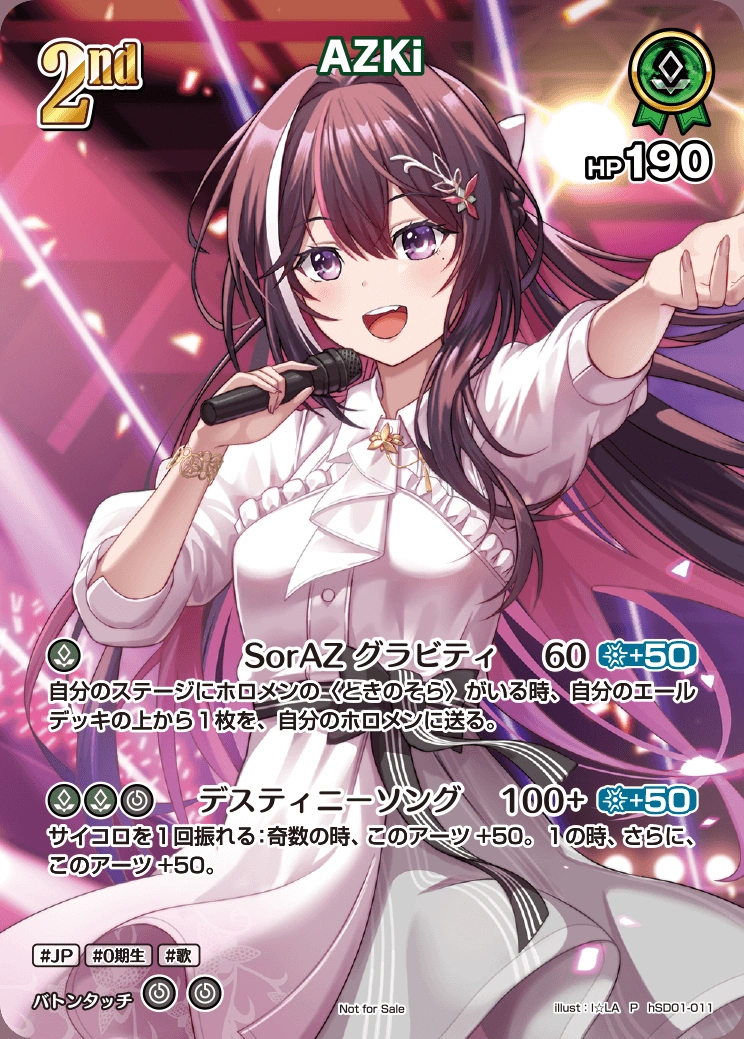 2nd
AZKi
HP190
SorAZ グラビティ 60 +50
自分のステージにホロメンの〈ときのそら〉がいる時、自分のエール
デッキの上から1枚を、自分のホロメンに送る。
デスティニーソング 100+ +50
サイコロを1回振れる:奇数の時、このアーツ+50。1の時、さらに、
このアーツ+50。
#JP #0期生 #歌
バトンタッチ
Not for Sale
illust:I☆LA P hSD01-011